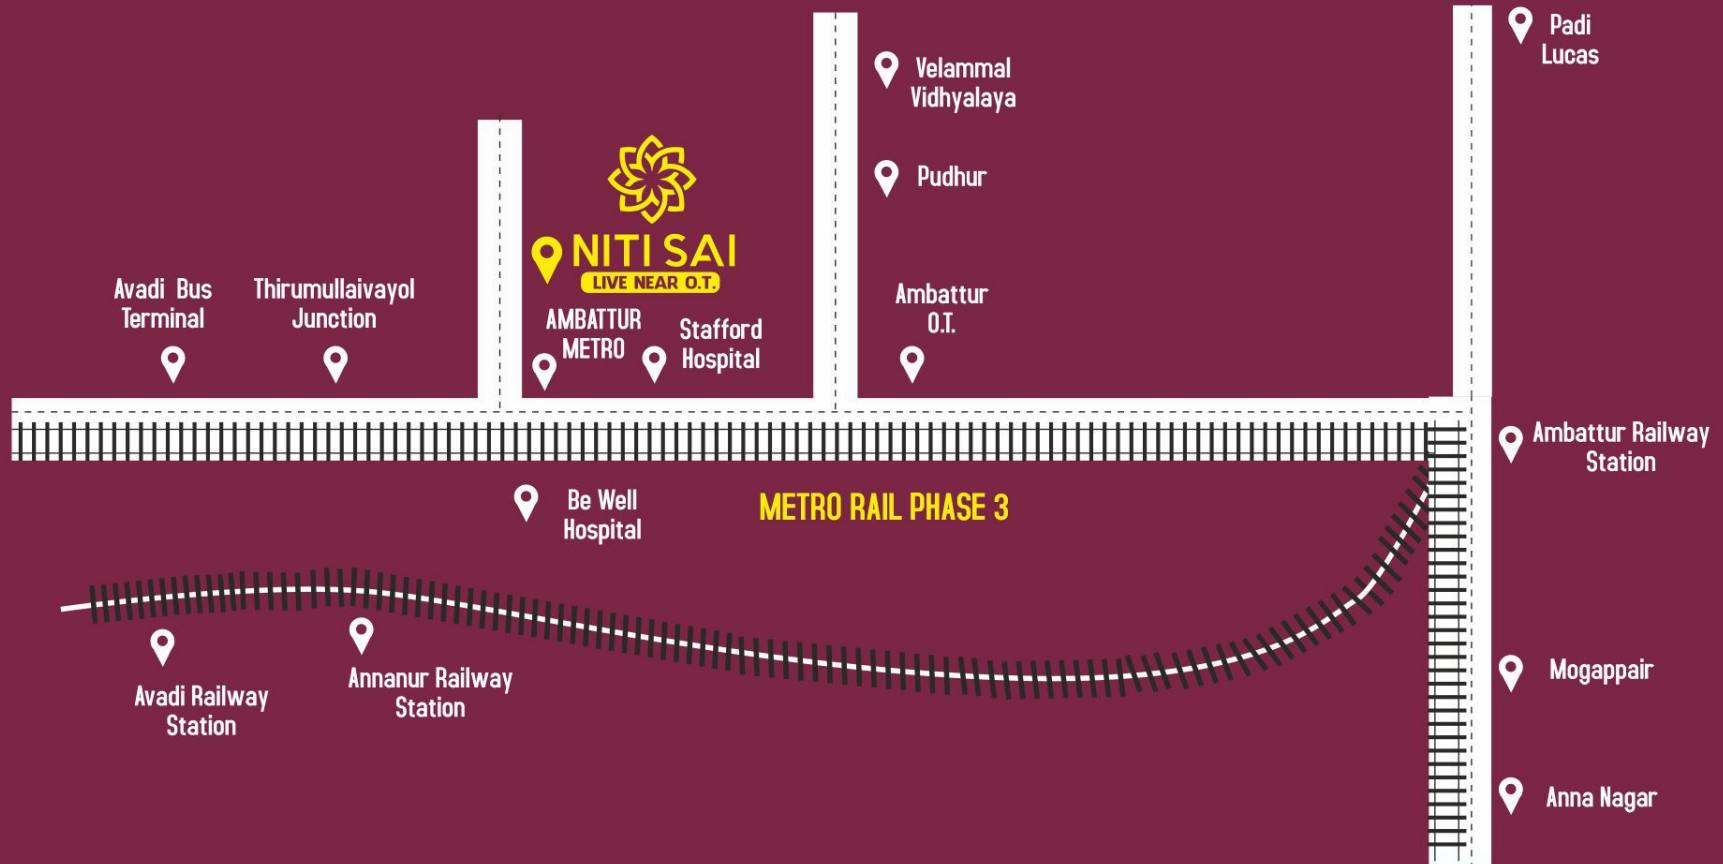 Padi
Lucas
Velammal
Vidhyalaya
Pudhur
NITI SAI
LIVE NEAR O.T.
Avadi Bus
Terminal
Thirumullaivayol
Junction
AMBATTUR
METRO
Stafford
Hospital
Ambattur
O.T.
Ambattur Railway
Station
Be Well
Hospital
METRO RAIL PHASE 3
Avadi Railway
Station
Annanur Railway
Station
Mogappair
Anna Nagar